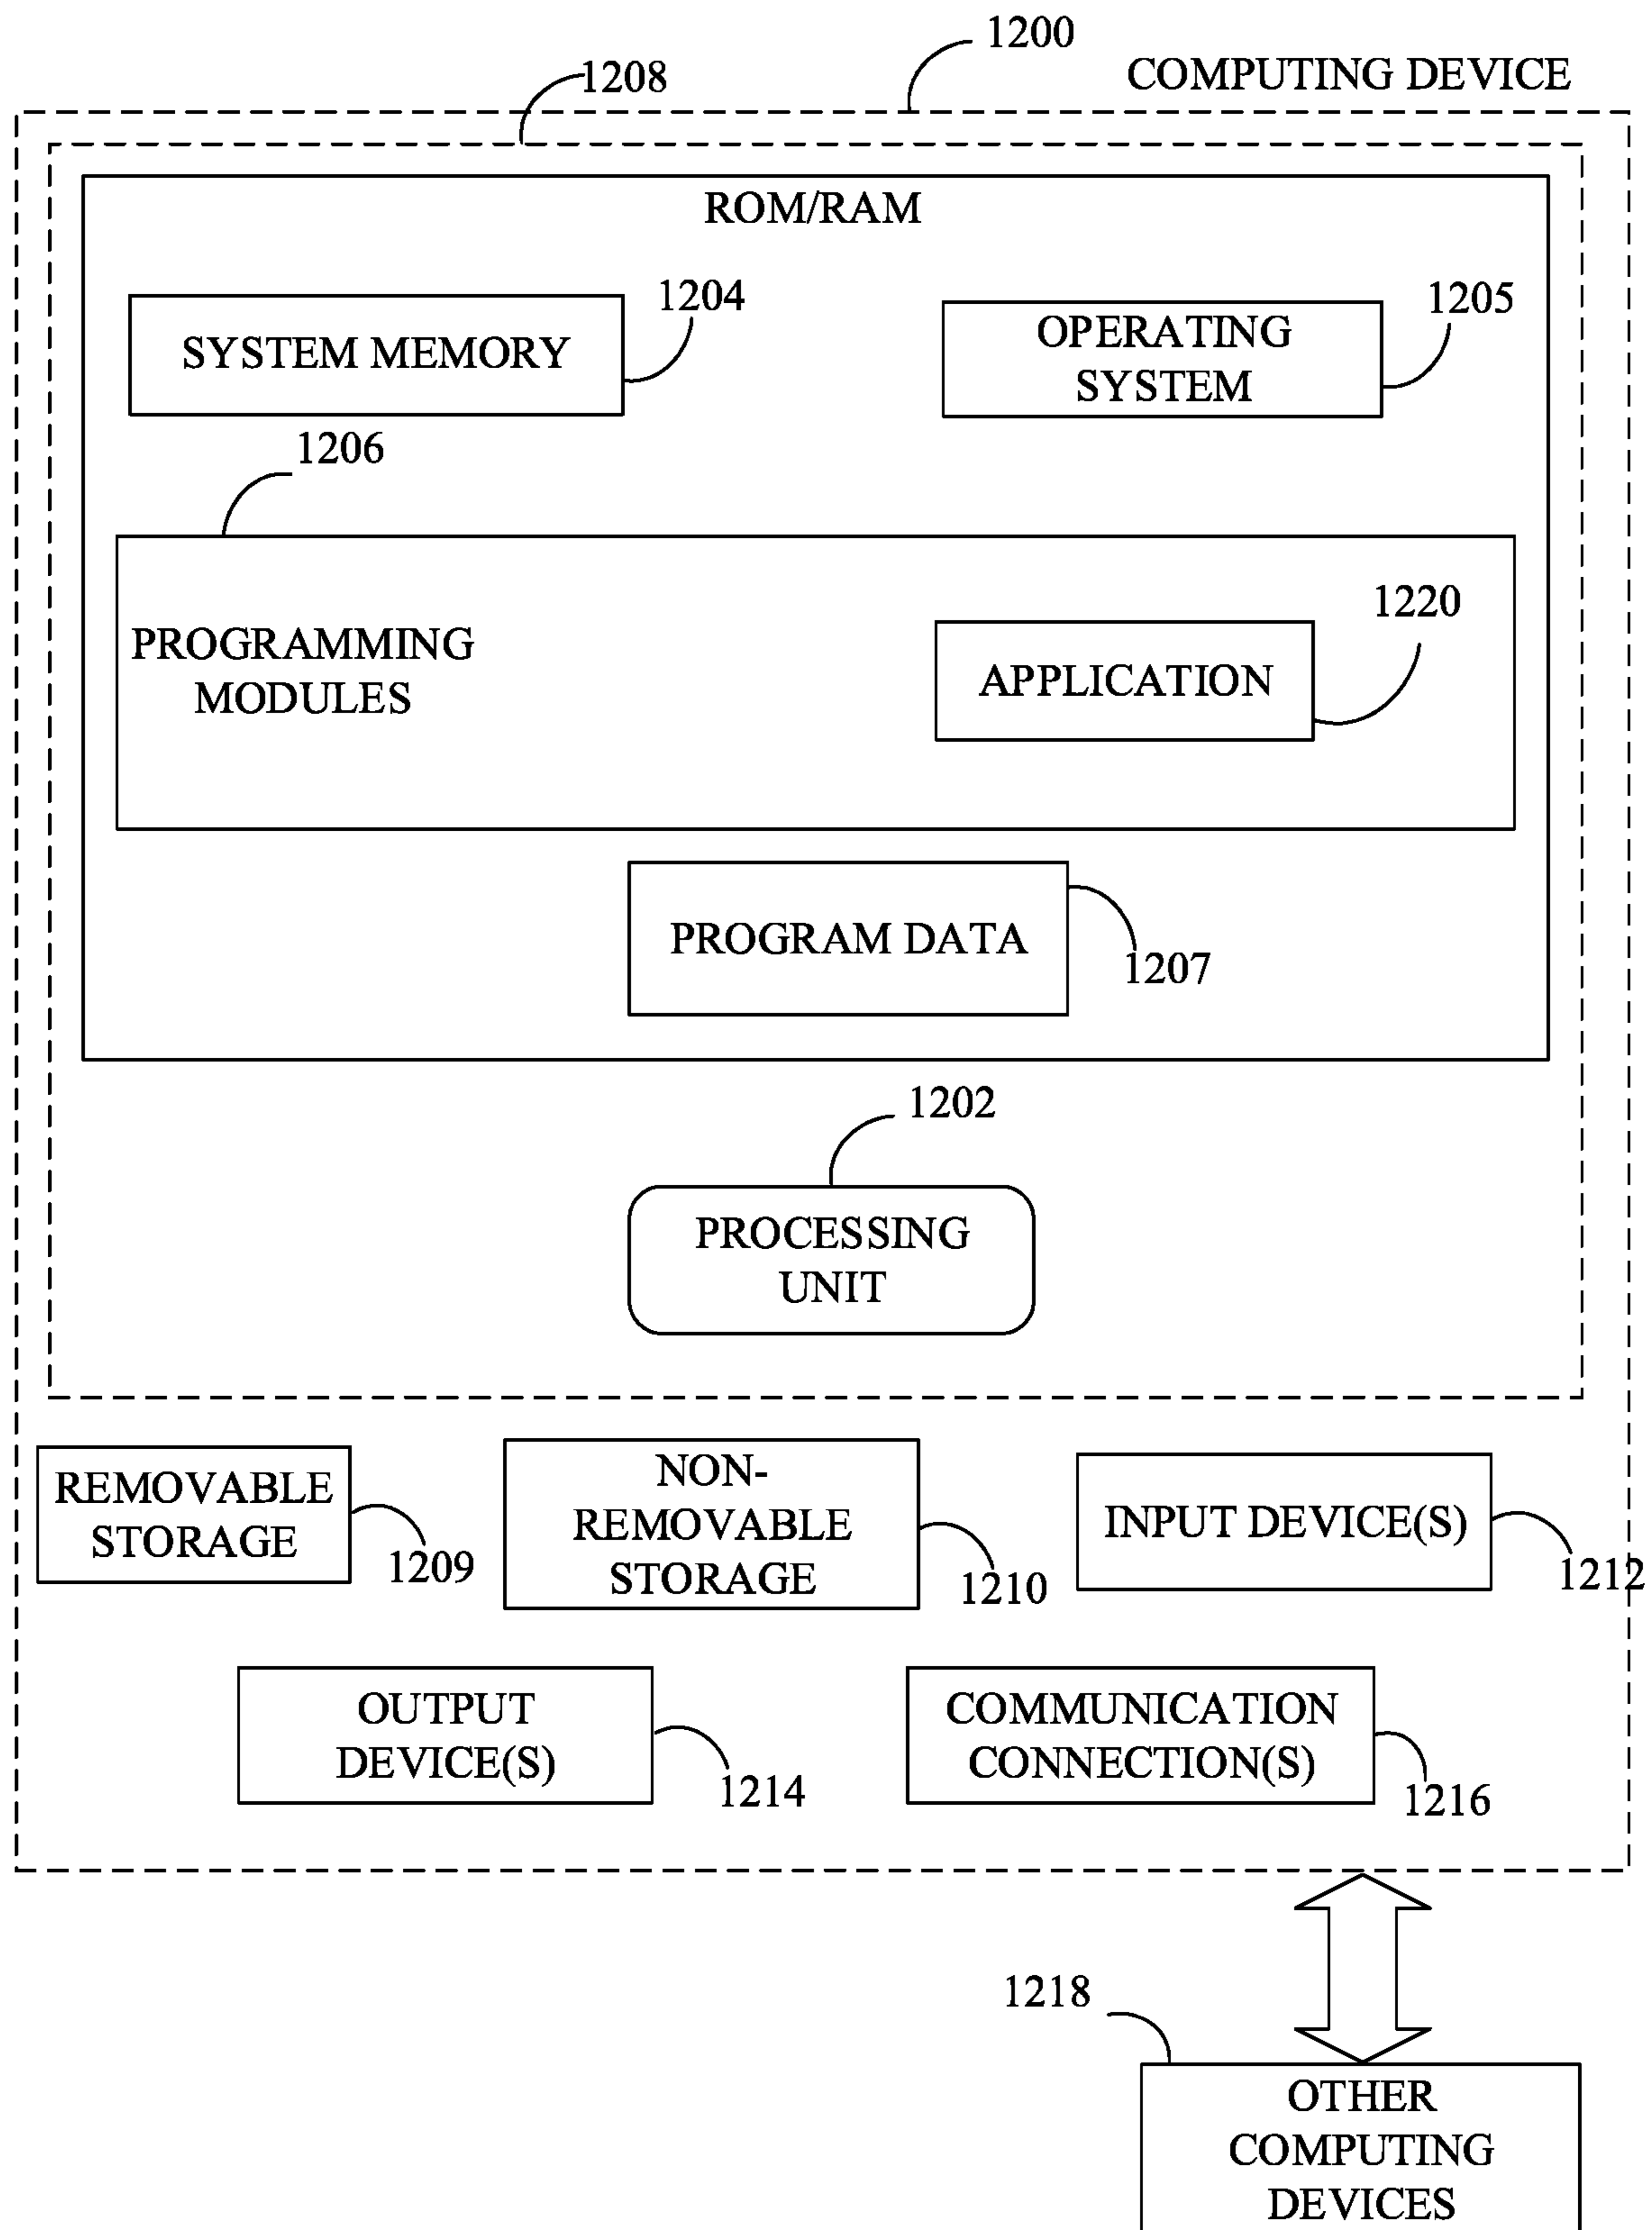 1200
COMPUTING DEVICE
1208
ROM/RAM
1204
SYSTEM MEMORY
1205
OPERATING
SYSTEM
1206
PROGRAMMING
MODULES
1220
APPLICATION
PROGRAM DATA
1207
1202
PROCESSING
UNIT
REMOVABLE
STORAGE
1209
NON-
REMOVABLE
STORAGE
1210
INPUT DEVICE(S)
1212
OUTPUT
DEVICE(S)
1214
COMMUNICATION
CONNECTION(S)
1216
1218
OTHER
COMPUTING
DEVICES